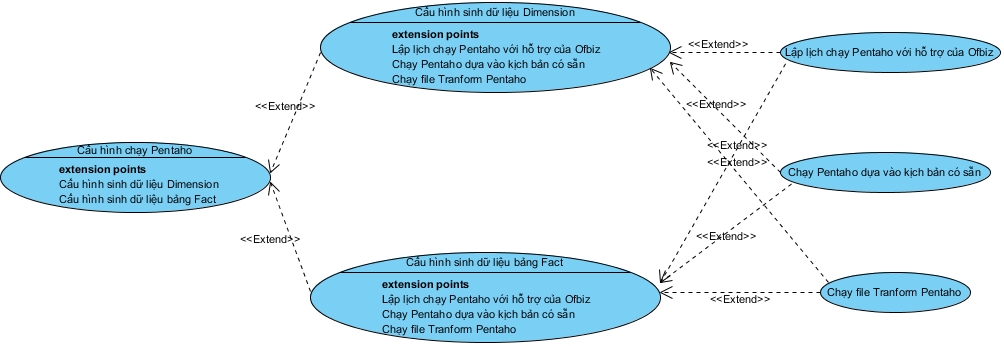 Cấu hình sinh dữ liệu Dimension
extension points
Lập lịch chạy Pentaho với hỗ trợ của Ofbiz
Chạy Pentaho dựa vào kịch bản có sẵn
Chạy file Tranform Pentaho
<<Extend>>
Lập lịch chạy Pentaho với hỗ trợ của Ofbiz
<<Extend>>
<<Extend>>
<<Extend>>
<<Extend>>
Cấu hình chạy Pentaho
extension points
Cấu hình sinh dữ liệu Dimension
Cấu hình sinh dữ liệu bảng Fact
Chạy Pentaho dựa vào kịch bản có sẵn
<<Extend>>
<<Extend>>
Cấu hình sinh dữ liệu bảng Fact
extension points
Lập lịch chạy Pentaho với hỗ trợ của Ofbiz
Chạy Pentaho dựa vào kịch bản có sẵn
Chạy file Tranform Pentaho
<<Extend>>
Chạy file Tranform Pentaho